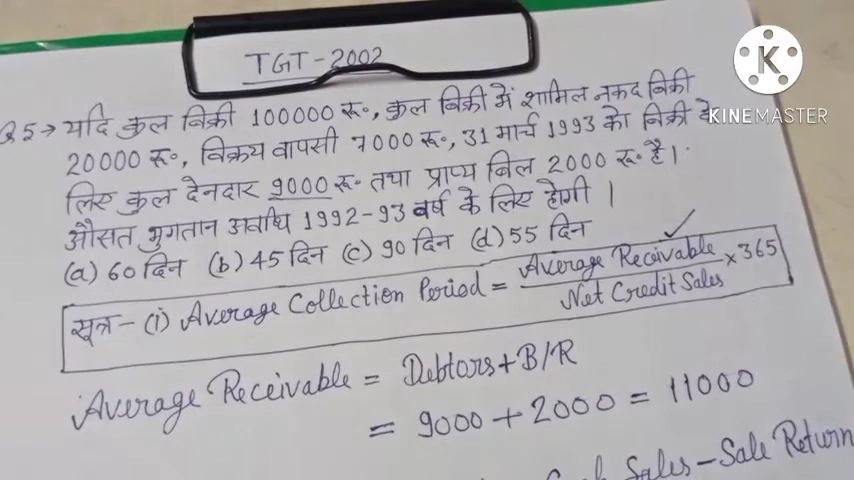 TGT-2002
K
KINEMASTER
Q5→ यदि कुल बिक्री 100000 रू०, कुल बिक्री में शामिल नकद बिक्री
20000 रू०, विक्रय वापसी 7000 रू०, 31 मार्च 1993 को बिक्री के
लिए कुल देनदार 9000 रू० तथा प्राप्य बिल 2000 रू० है।
औसत भुगतान अवधि 1992-93 वर्ष के लिए होगी ।
(a) 60 दिन (b) 45 दिन (c) 90 दिन (d) 55 दिन
सूत्र - (i) Average Collection Period = Average Receivable / Net Credit Sales × 365
Average Receivable = Debtors + B/R
= 9000 + 2000 = 11000
Sales - Sale Return